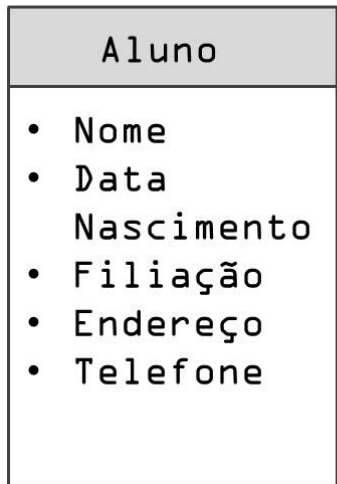 Aluno
• Nome
• Data
Nascimento
• Filiação
• Endereço
• Telefone